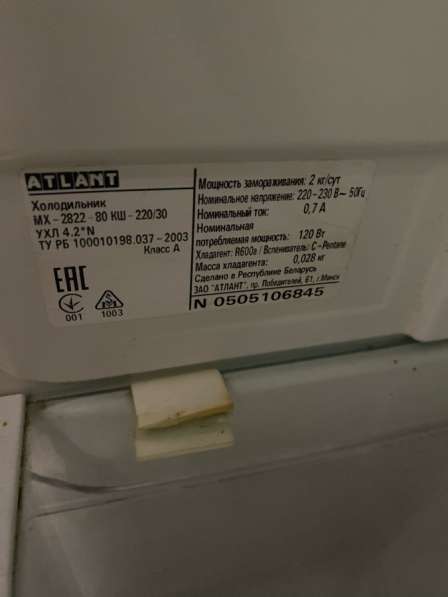 ATLANT
Холодильник
МХ-2822-80 КШ-220/30
УХЛ 4.2*N
ТУ РБ 100010198.037-2003
Класс А
ЕАС
001
1003
Мощность замораживания: 2 кг/сут
Номинальное напряжение: 220-230 В~ 50Гц
Номинальный ток: 0,7 А
Номинальная
потребляемая мощность: 120 Вт
Хладагент: R600a / Вспениватель: C-Pentane
Масса хладагента: 0,028 кг
Сделано в Республике Беларусь
ЗАО "АТЛАНТ", пр. Победителей, 61, г.Минск
N 0505106845